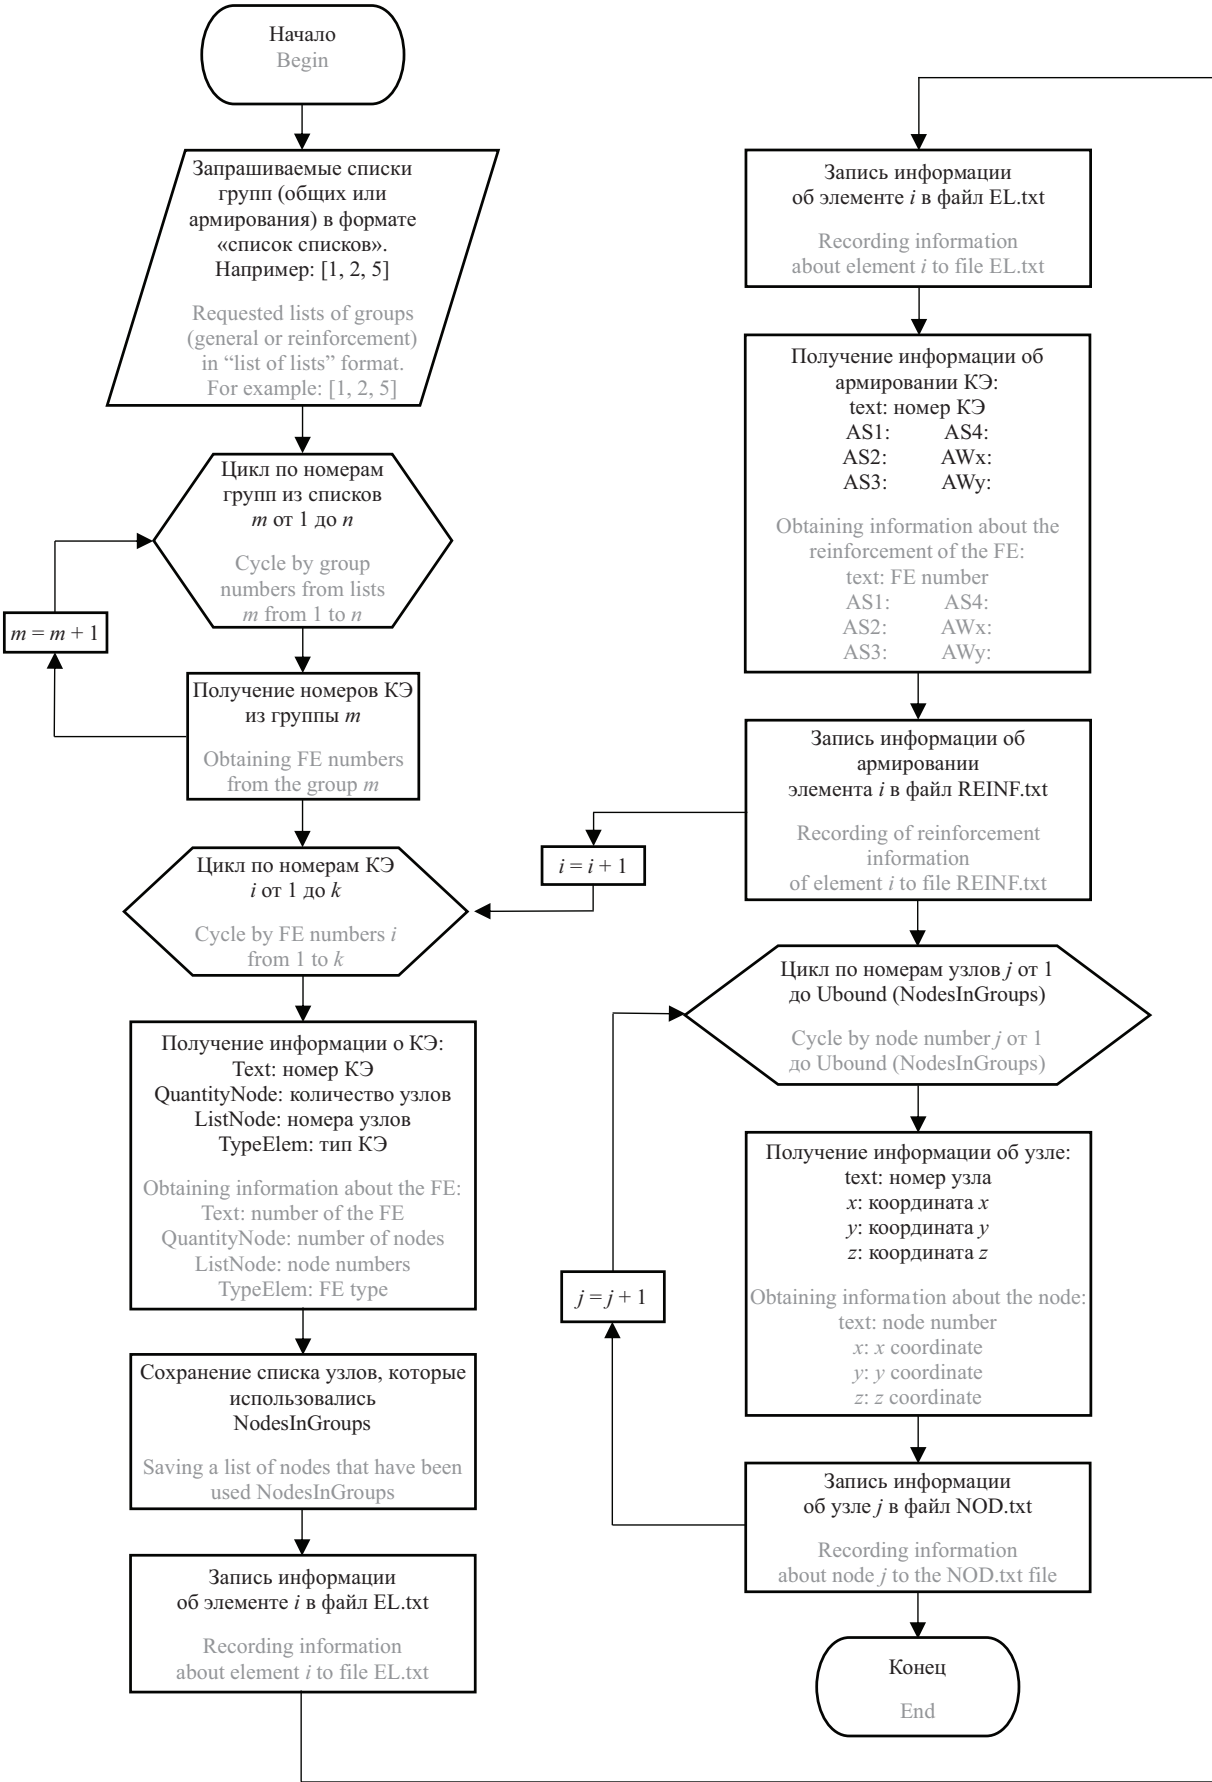 Начало
Begin
Запрашиваемые списки
групп (общих или
армирования) в формате
«список списков».
Например: [1, 2, 5]
Requested lists of groups
(general or reinforcement)
in “list of lists” format.
For example: [1, 2, 5]
Цикл по номерам
групп из списков
m от 1 до n
Cycle by group
numbers from lists
m from 1 to n
m = m + 1
Получение номеров КЭ
из группы m
Obtaining FE numbers
from the group m
Цикл по номерам КЭ
i от 1 до k
Cycle by FE numbers i
from 1 to k
i = i + 1
Получение информации о КЭ:
Text: номер КЭ
QuantityNode: количество узлов
ListNode: номера узлов
TypeElem: тип КЭ
Obtaining information about the FE:
Text: number of the FE
QuantityNode: number of nodes
ListNode: node numbers
TypeElem: FE type
Сохранение списка узлов, которые
использовались
NodesInGroups
Saving a list of nodes that have been
used NodesInGroups
Запись информации
об элементе i в файл EL.txt
Recording information
about element i to file EL.txt
Запись информации
об элементе i в файл EL.txt
Recording information
about element i to file EL.txt
Получение информации об
армировании КЭ:
text: номер КЭ
AS1: AS4:
AS2: AWx:
AS3: AWy:
Obtaining information about the
reinforcement of the FE:
text: FE number
AS1: AS4:
AS2: AWx:
AS3: AWy:
Запись информации об
армировании
элемента i в файл REINF.txt
Recording of reinforcement
information
of element i to file REINF.txt
Цикл по номерам узлов j от 1
до Ubound (NodesInGroups)
Cycle by node number j от 1
до Ubound (NodesInGroups)
Получение информации об узле:
text: номер узла
x: координата x
y: координата y
z: координата z
Obtaining information about the node:
text: node number
x: x coordinate
y: y coordinate
z: z coordinate
j = j + 1
Запись информации
об узле j в файл NOD.txt
Recording information
about node j to the NOD.txt file
Конец
End